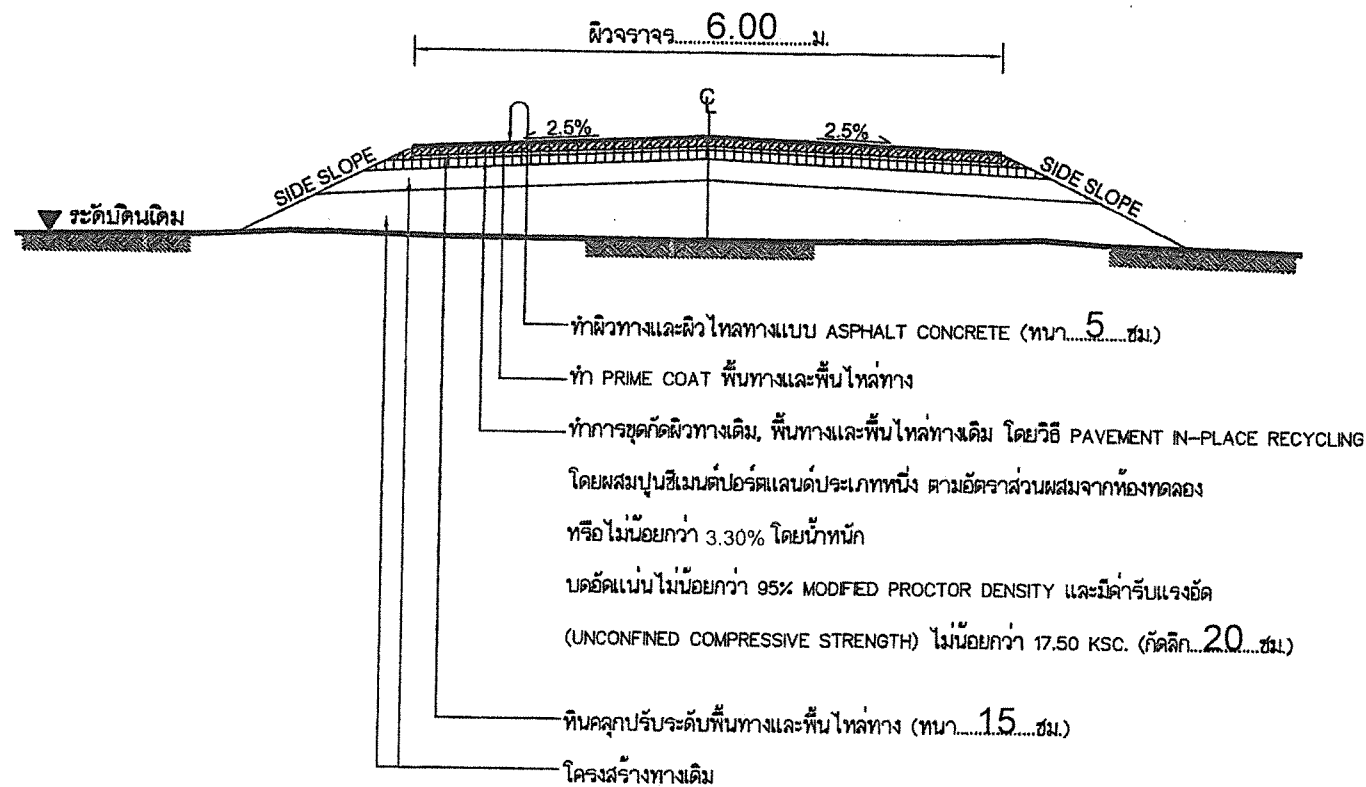 ผิวจราจร.....6.00.....ม.
℄
2.5%
2.5%
SIDE SLOPE
SIDE SLOPE
ระดับดินเดิม
ทำผิวทางและผิวไหล่ทางแบบ ASPHALT CONCRETE (หนา.....5.....ซม.)
ทำ PRIME COAT พื้นทางและพื้นไหล่ทาง
ทำการขุดกัดผิวทางเดิม, พื้นทางและพื้นไหล่ทางเดิม โดยวิธี PAVEMENT IN-PLACE RECYCLING
โดยผสมปูนซีเมนต์ปอร์ตแลนด์ประเภทหนึ่ง ตามอัตราส่วนผสมจากห้องทดลอง
หรือไม่น้อยกว่า 3.30% โดยน้ำหนัก
บดอัดแน่นไม่น้อยกว่า 95% MODIFIED PROCTOR DENSITY และมีค่ารับแรงอัด
(UNCONFINED COMPRESSIVE STRENGTH) ไม่น้อยกว่า 17.50 KSC. (กัดลึก...20....ซม.)
หินคลุกปรับระดับพื้นทางและพื้นไหล่ทาง (หนา.....15.....ซม.)
โครงสร้างทางเดิม